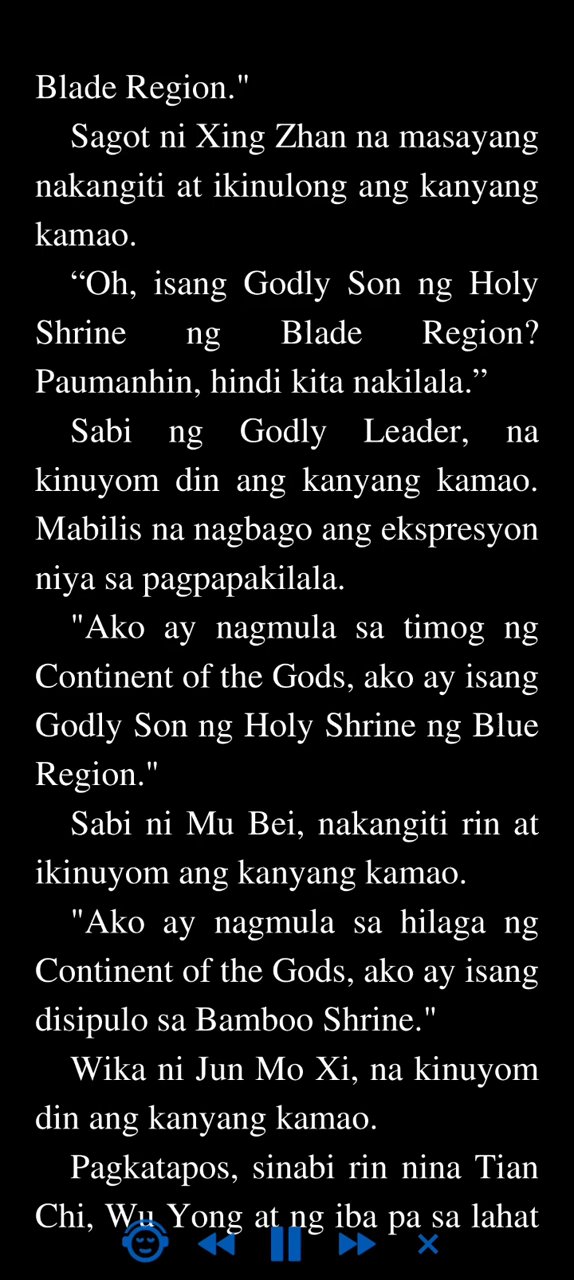 Blade Region."
Sagot ni Xing Zhan na masayang
nakangiti at ikinulong ang kanyang
kamao.
“Oh, isang Godly Son ng Holy
Shrine ng Blade Region?
Paumanhin, hindi kita nakilala.”
Sabi ng Godly Leader, na
kinuyom din ang kanyang kamao.
Mabilis na nagbago ang ekspresyon
niya sa pagpapakilala.
"Ako ay nagmula sa timog ng
Continent of the Gods, ako ay isang
Godly Son ng Holy Shrine ng Blue
Region."
Sabi ni Mu Bei, nakangiti rin at
ikinuyom ang kanyang kamao.
"Ako ay nagmula sa hilaga ng
Continent of the Gods, ako ay isang
disipulo sa Bamboo Shrine."
Wika ni Jun Mo Xi, na kinuyom
din ang kanyang kamao.
Pagkatapos, sinabi rin nina Tian
Chi, Wu Yong at ng iba pa sa lahat